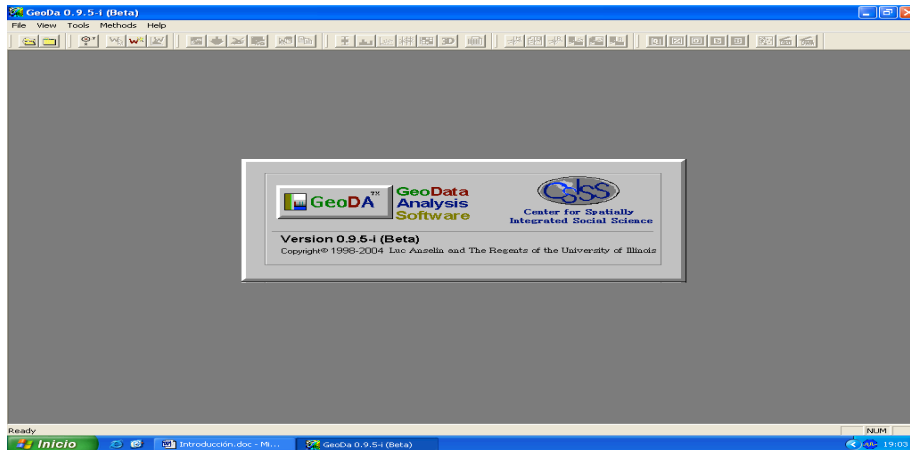 GeoDa 0.9.5-i (Beta)
File View Tools Methods Help
3D
GeoDA™
GeoData
Analysis
Software
CSISS
Center for Spatially
Integrated Social Science
Version 0.9.5-i (Beta)
Copyright© 1998-2004 Luc Anselin and The Regents of the University of Illinois
Ready
NUM
Inicio
Introducción.doc - Mi...
GeoDa 0.9.5-i (Beta)
19:03